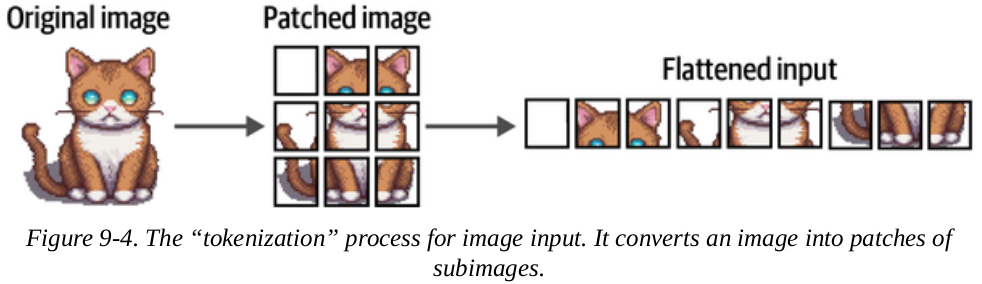 Original image
Patched image
Flattened input
Figure 9-4. The “tokenization” process for image input. It converts an image into patches of
subimages.